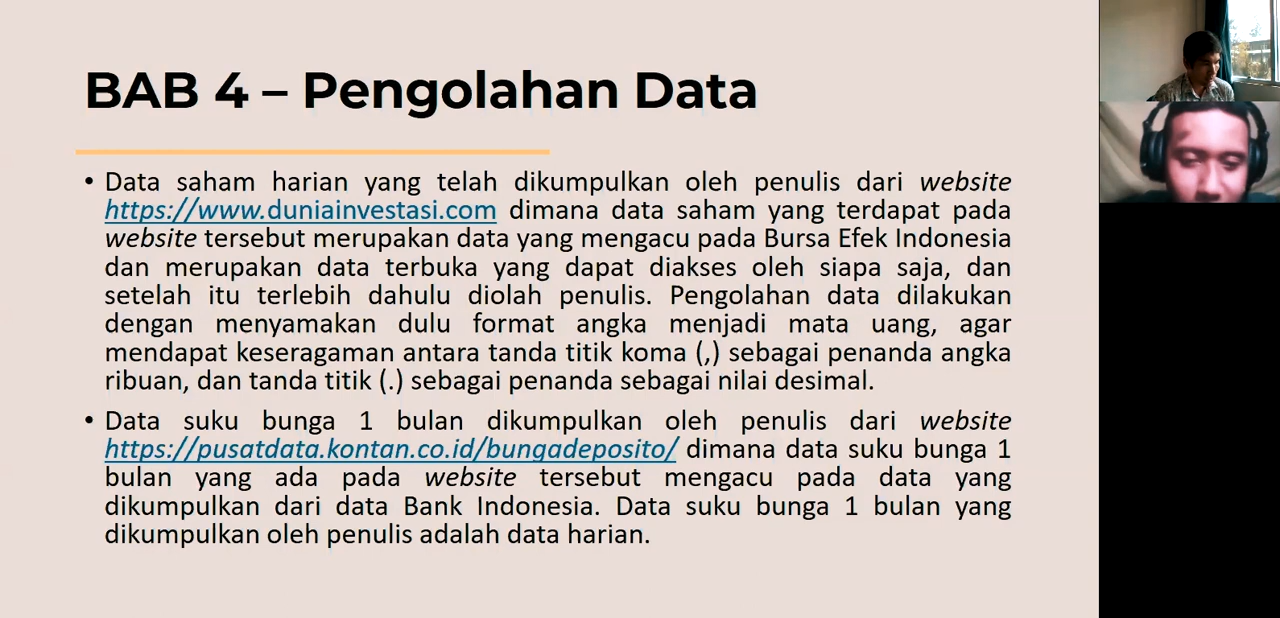 BAB 4 – Pengolahan Data
• Data saham harian yang telah dikumpulkan oleh penulis dari website
https://www.duniainvestasi.com dimana data saham yang terdapat pada
website tersebut merupakan data yang mengacu pada Bursa Efek Indonesia
dan merupakan data terbuka yang dapat diakses oleh siapa saja, dan
setelah itu terlebih dahulu diolah penulis. Pengolahan data dilakukan
dengan menyamakan dulu format angka menjadi mata uang, agar
mendapat keseragaman antara tanda titik koma (,) sebagai penanda angka
ribuan, dan tanda titik (.) sebagai penanda sebagai nilai desimal.
• Data suku bunga 1 bulan dikumpulkan oleh penulis dari website
https://pusatdata.kontan.co.id/bungadeposito/ dimana data suku bunga 1
bulan yang ada pada website tersebut mengacu pada data yang
dikumpulkan dari data Bank Indonesia. Data suku bunga 1 bulan yang
dikumpulkan oleh penulis adalah data harian.